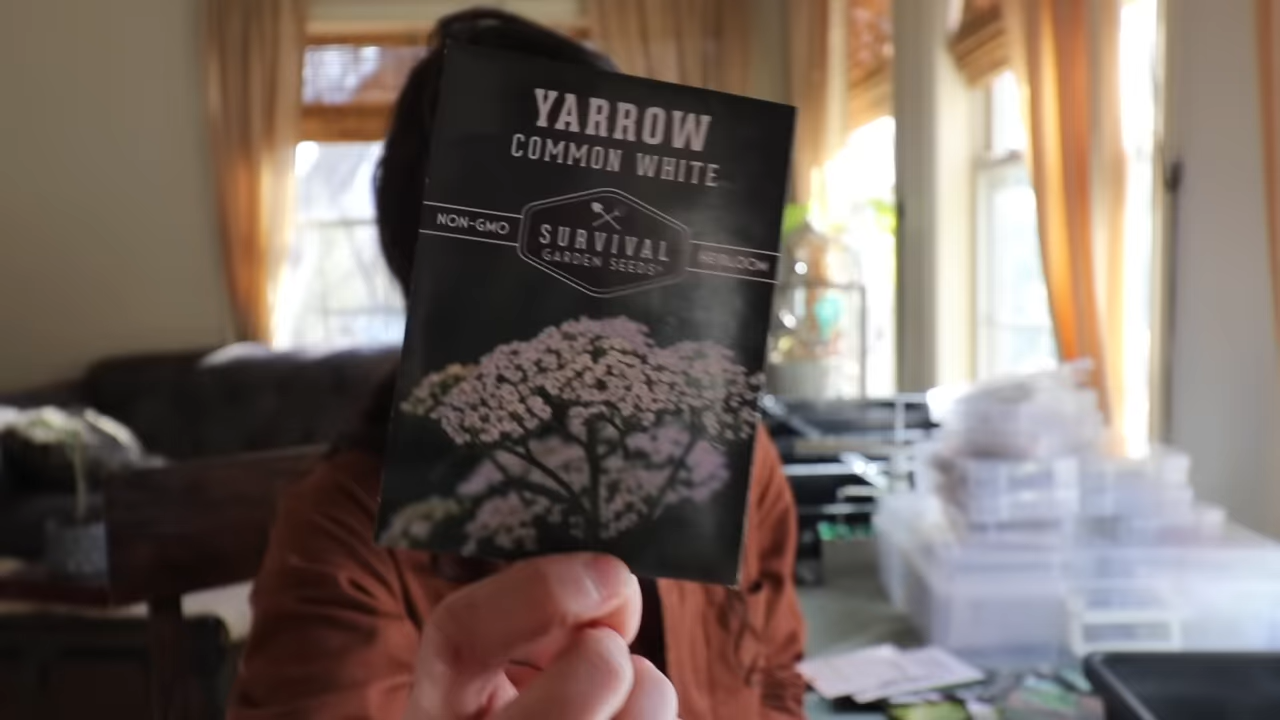 YARROW
COMMON WHITE
NON-GMO
SURVIVAL
GARDEN SEEDS
HEIRLOOM